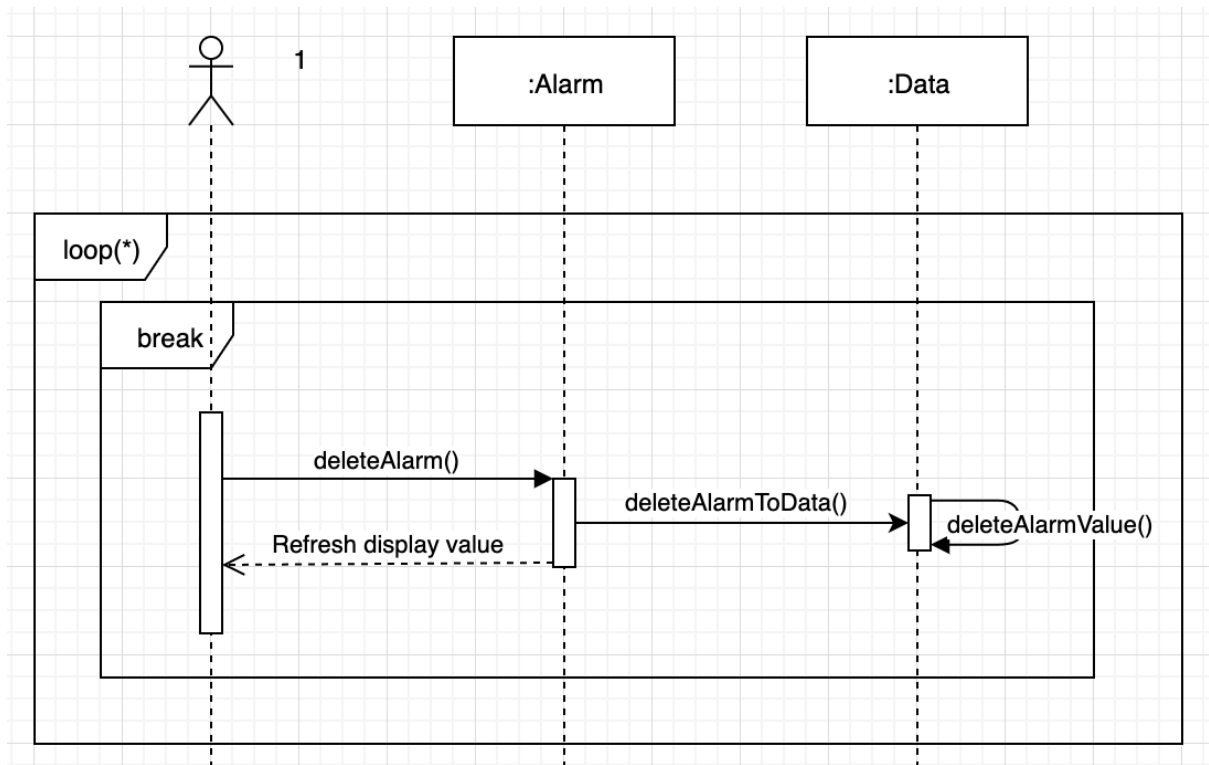 1
:Alarm
:Data
loop(*)
break
deleteAlarm()
deleteAlarmToData()
deleteAlarmValue()
Refresh display value